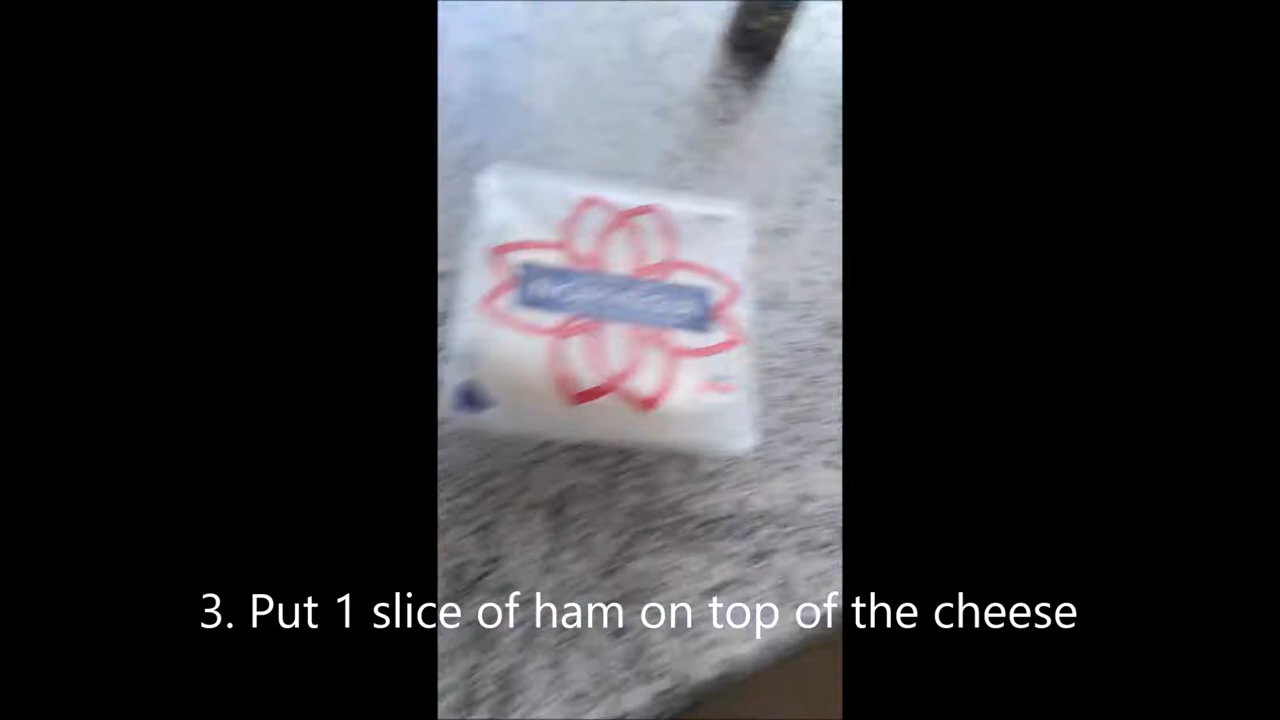 3. Put 1 slice of ham on top of the cheese